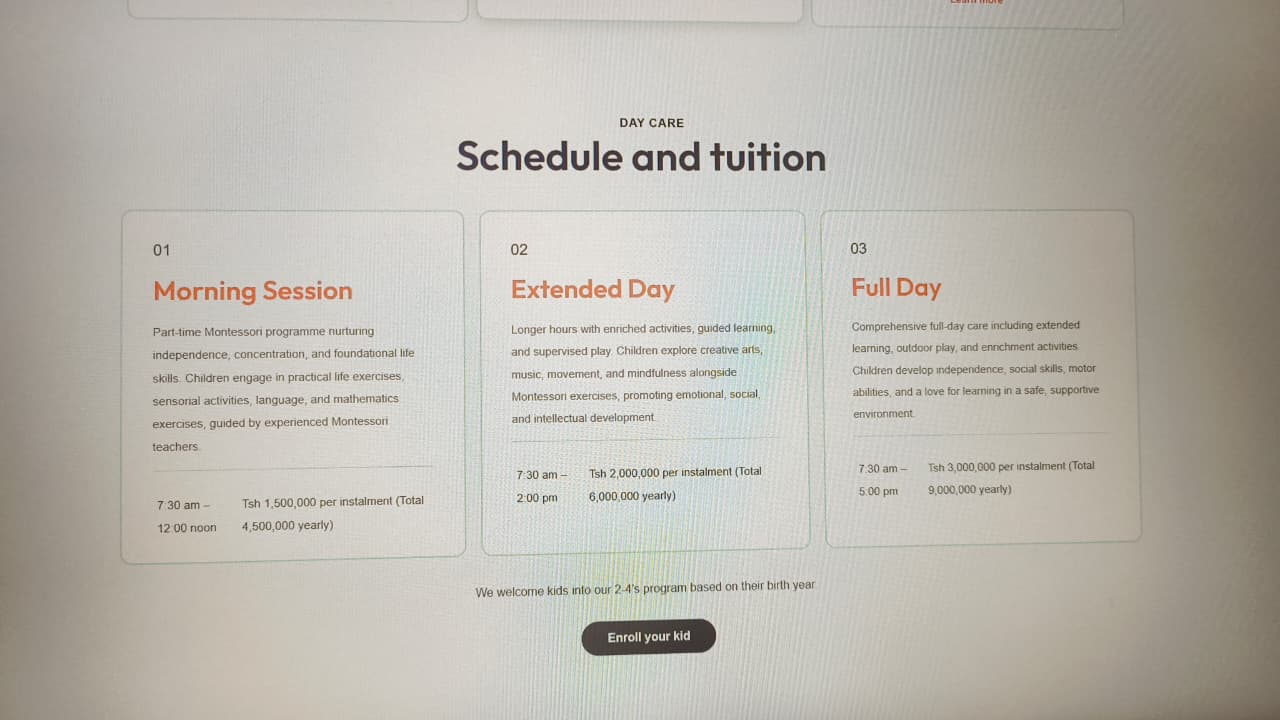 Learn more
DAY CARE
Schedule and tuition
01
Morning Session
Part-time Montessori programme nurturing
independence, concentration, and foundational life
skills. Children engage in practical life exercises,
sensorial activities, language, and mathematics
exercises, guided by experienced Montessori
teachers.
7:30 am –
12:00 noon
Tsh 1,500,000 per instalment (Total
4,500,000 yearly)
02
Extended Day
Longer hours with enriched activities, guided learning,
and supervised play. Children explore creative arts,
music, movement, and mindfulness alongside
Montessori exercises, promoting emotional, social,
and intellectual development.
7:30 am –
2:00 pm
Tsh 2,000,000 per instalment (Total
6,000,000 yearly)
03
Full Day
Comprehensive full-day care including extended
learning, outdoor play, and enrichment activities.
Children develop independence, social skills, motor
abilities, and a love for learning in a safe, supportive
environment.
7:30 am –
5:00 pm
Tsh 3,000,000 per instalment (Total
9,000,000 yearly)
We welcome kids into our 2-4's program based on their birth year
Enroll your kid